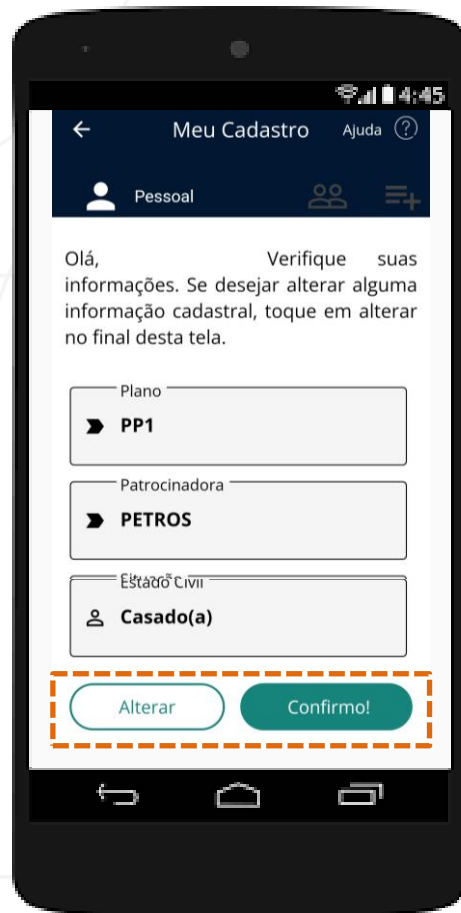 4:45
Meu Cadastro Ajuda ?
Pessoal
Olá, Verifique suas
informações. Se desejar alterar alguma
informação cadastral, toque em alterar
no final desta tela.
Plano
PP1
Patrocinadora
PETROS
Estado Civil
Casado(a)
Alterar Confirmo!